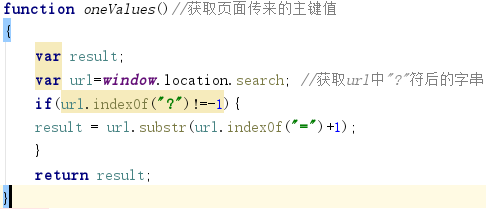 function oneValues()//获取页面传来的主键值
{
var result;
var url=window.location.search; //获取url中"?"符后的字串
if(url.indexOf("?")!=-1){
result = url.substr(url.indexOf("=")+1);
}
return result;
}